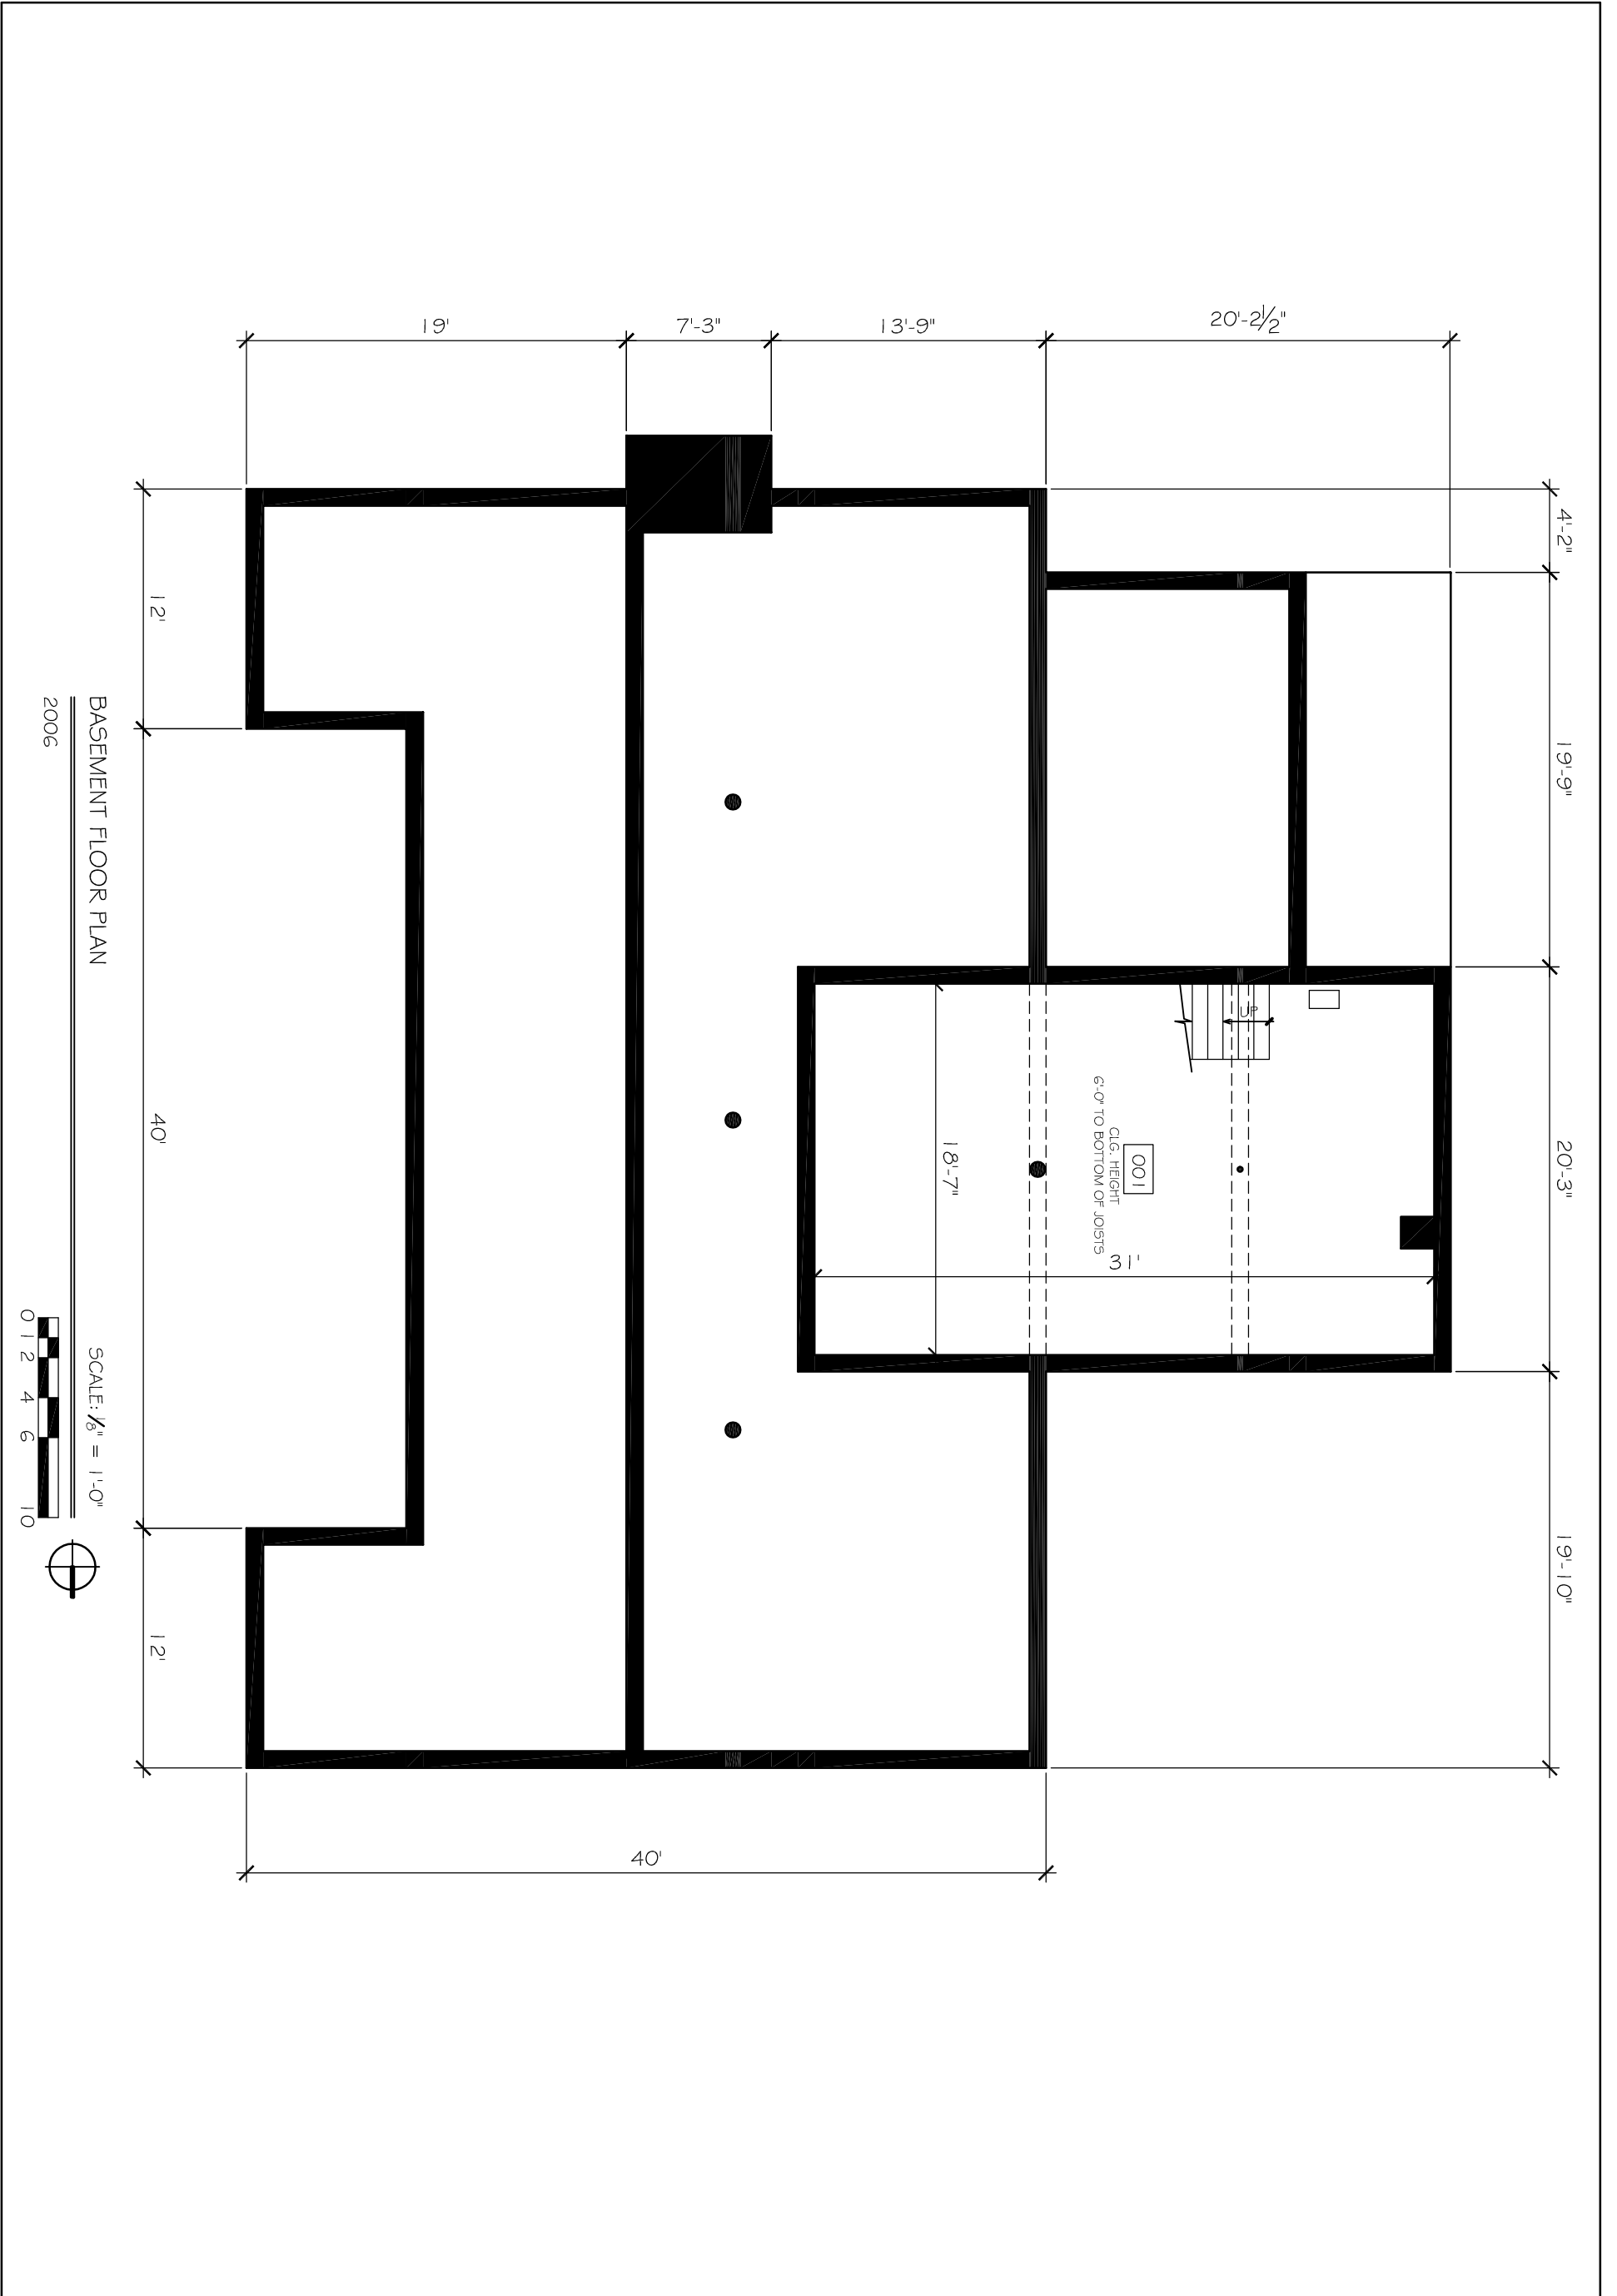 19'
7'-3"
13'-9"
20'-2 1/2"
4'-2"
19'-9"
20'-3"
19'-10"
UP
001
CLG. HEIGHT
6'-0" TO BOTTOM OF JOISTS
18'-7"
31'
12'
40'
12'
40'
BASEMENT FLOOR PLAN
SCALE: 1/8" = 1'-0"
2006
0 1 2 4 6 10